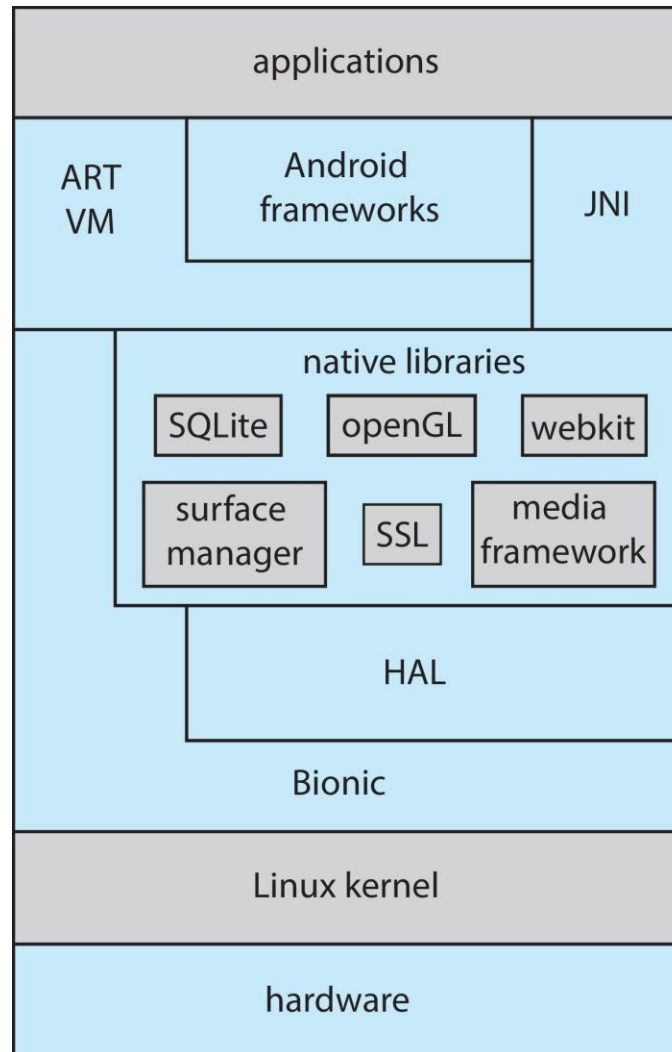 applications
ART
VM
Android
frameworks
JNI
native libraries
SQLite
openGL
webkit
surface
manager
SSL
media
framework
HAL
Bionic
Linux kernel
hardware